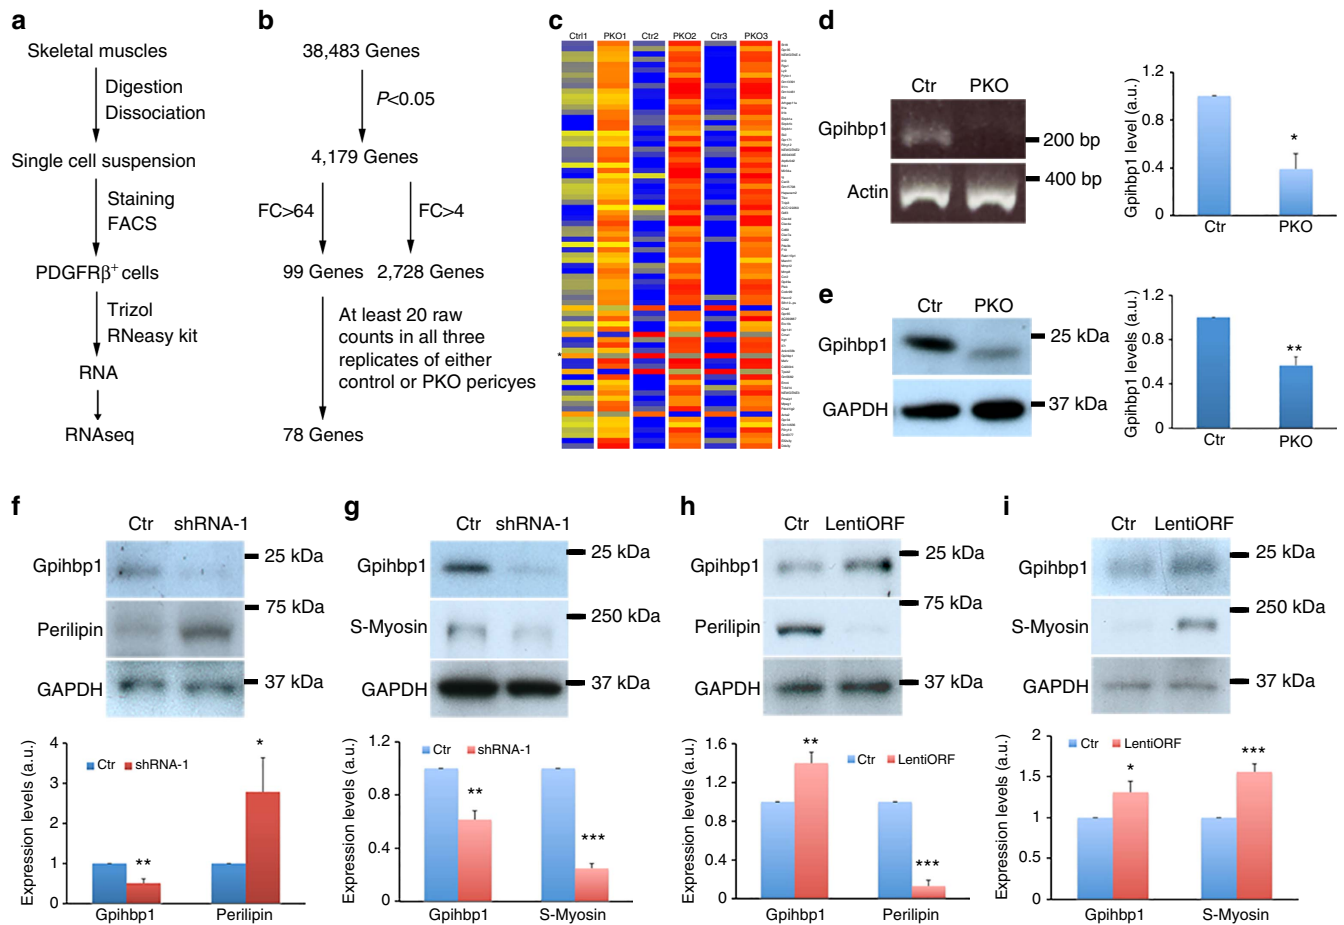 a
Skeletal muscles
Digestion
Dissociation
Single cell suspension
Staining
FACS
PDGFRβ+ cells
Trizol
RNeasy kit
RNA
RNAseq
b
38,483 Genes
P<0.05
4,179 Genes
FC>64
FC>4
99 Genes
2,728 Genes
At least 20 raw
counts in all three
replicates of either
control or PKO pericyes
78 Genes
c
Ctrl1 PKO1 Ctr2 PKO2 Ctr3 PKO3
*
d
Ctr PKO
Gpihbp1
200 bp
400 bp
Actin
Gpihbp1 level (a.u.)
1.2
0.8
0.4
0
*
Ctr PKO
e
Ctr PKO
Gpihbp1
25 kDa
GAPDH
37 kDa
Gpihbp1 levels (a.u.)
1.2
0.8
0.4
0
**
Ctr PKO
f
Ctr shRNA-1
Gpihbp1
25 kDa
75 kDa
Perilipin
GAPDH
37 kDa
Expression levels (a.u.)
4
3
2
1
0
Ctr shRNA-1
**
*
Gpihbp1 Perilipin
g
Ctr shRNA-1
Gpihbp1
25 kDa
250 kDa
S-Myosin
GAPDH
37 kDa
Expression levels (a.u.)
1.2
0.8
0.4
0
Ctr shRNA-1
**
***
Gpihbp1 S-Myosin
h
Ctr LentiORF
Gpihbp1
25 kDa
75 kDa
Perilipin
GAPDH
37 kDa
Expression levels (a.u.)
1.6
1.2
0.8
0.4
0
Ctr LentiORF
**
***
Gpihbp1 Perilipin
i
Ctr LentiORF
Gpihbp1
25 kDa
250 kDa
S-Myosin
GAPDH
37 kDa
Expression levels (a.u.)
2
1.5
1
0.5
0
Ctr LentiORF
*
***
Gpihbp1 S-Myosin